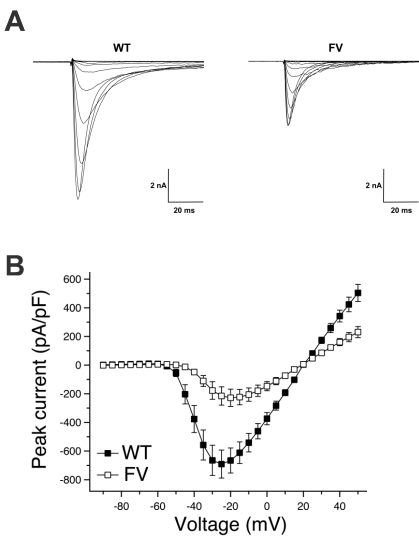 A
WT
FV
2 nA
20 ms
2 nA
20 ms
B
Peak current (pA/pF)
600
400
200
0
-200
-400
-600
-800
WT
FV
-80 -60 -40 -20 0 20 40
Voltage (mV)